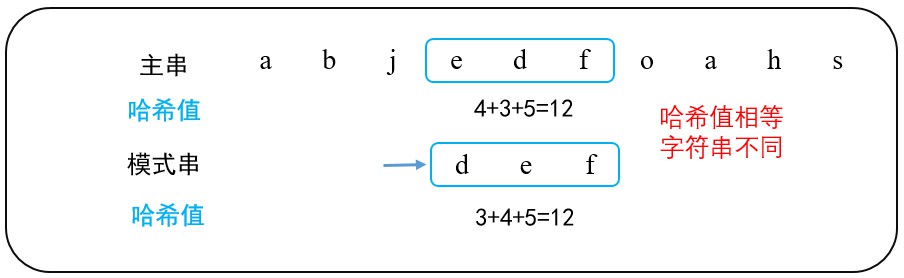 主串 a b j e d f o a h s
哈希值 4+3+5=12 哈希值相等
字符串不同
模式串 d e f
哈希值 3+4+5=12